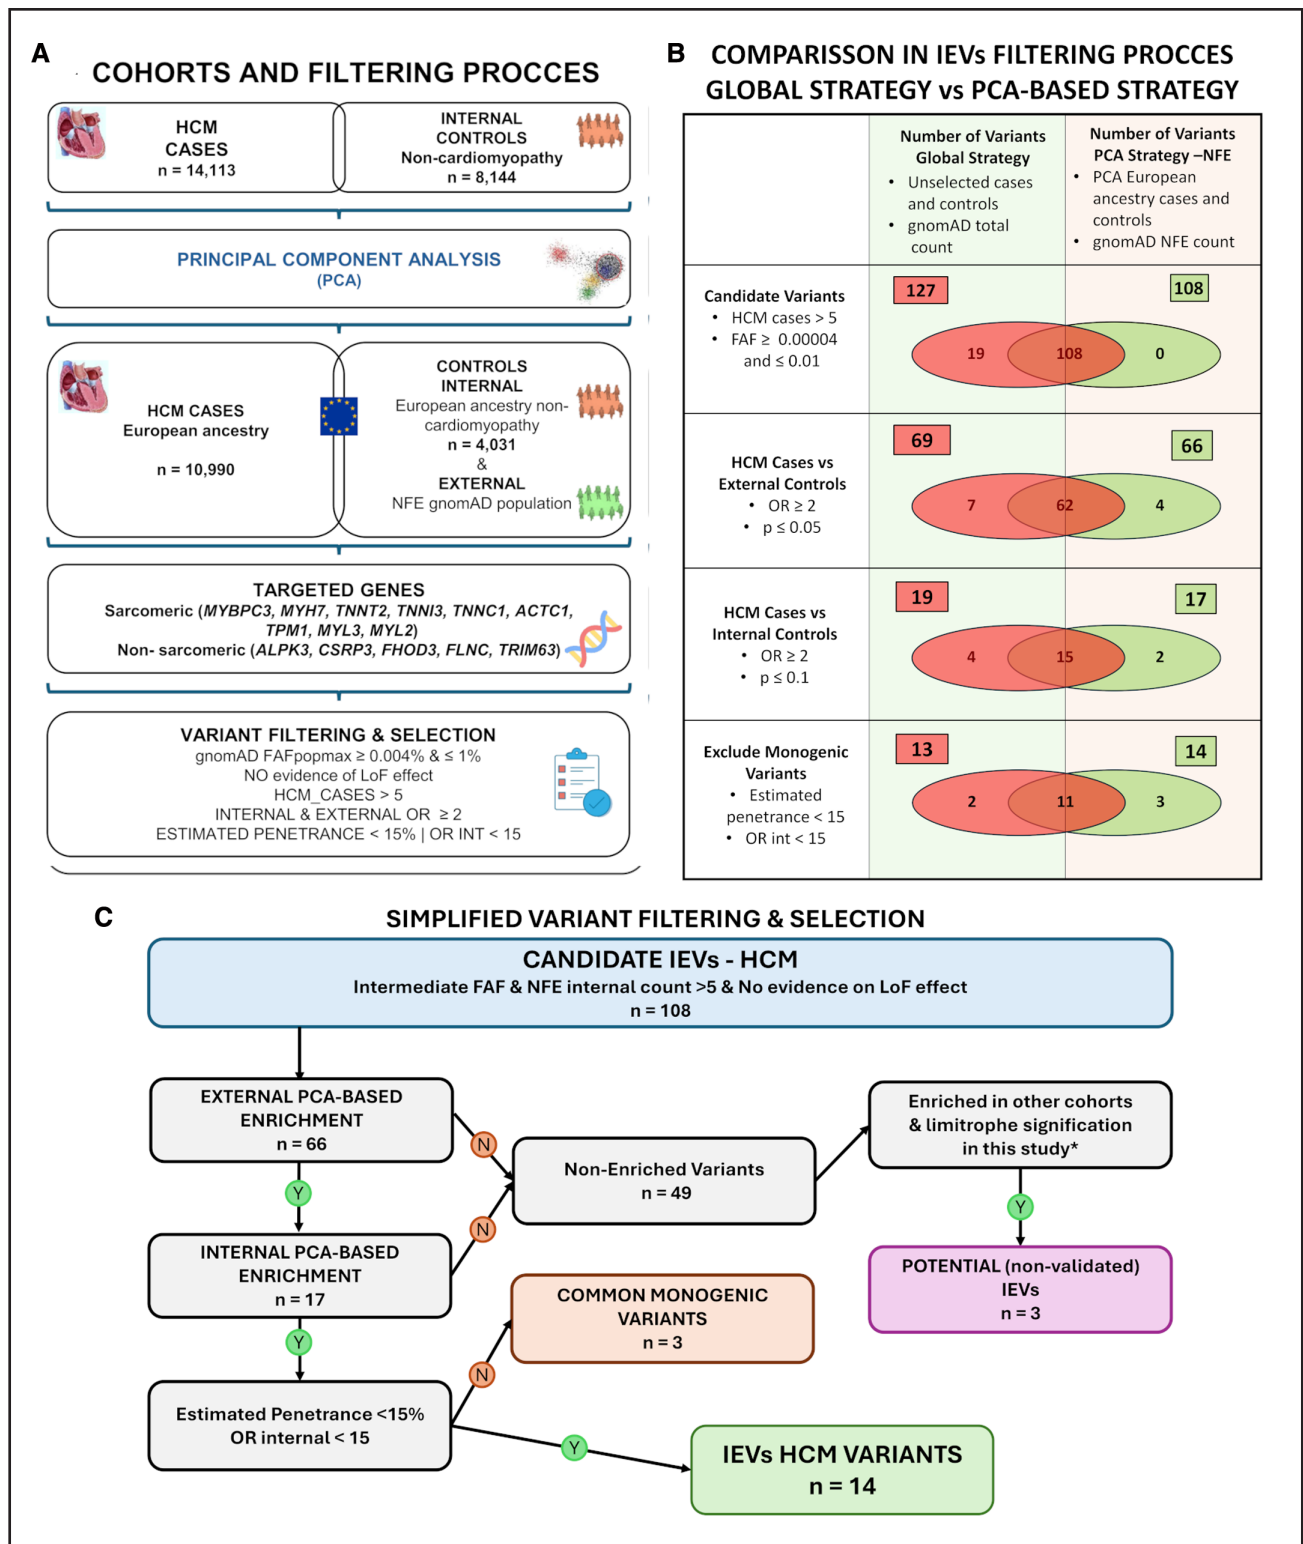 A
COHORTS AND FILTERING PROCCES
HCM
CASES
n = 14,113
INTERNAL
CONTROLS
Non-cardiomyopathy
n = 8,144
PRINCIPAL COMPONENT ANALYSIS
(PCA)
HCM CASES
European ancestry
n = 10,990
CONTROLS
INTERNAL
European ancestry non-
cardiomyopathy
n = 4,031
&
EXTERNAL
NFE gnomAD population
TARGETED GENES
Sarcomeric (MYBPC3, MYH7, TNNT2, TNNI3, TNNC1, ACTC1,
TPM1, MYL3, MYL2)
Non- sarcomeric (ALPK3, CSRP3, FHOD3, FLNC, TRIM63)
VARIANT FILTERING & SELECTION
gnomAD FAFpopmax ≥ 0.004% & ≤ 1%
NO evidence of LoF effect
HCM_CASES > 5
INTERNAL & EXTERNAL OR ≥ 2
ESTIMATED PENETRANCE < 15% | OR INT < 15
B
COMPARISSON IN IEVs FILTERING PROCCES
GLOBAL STRATEGY vs PCA-BASED STRATEGY
Number of Variants
Global Strategy
• Unselected cases
and controls
• gnomAD total
count
Number of Variants
PCA Strategy –NFE
• PCA European
ancestry cases and
controls
• gnomAD NFE count
Candidate Variants
• HCM cases > 5
• FAF ≥ 0.00004
and ≤ 0.01
127
108
19
108
0
HCM Cases vs
External Controls
• OR ≥ 2
• p ≤ 0.05
69
66
7
62
4
HCM Cases vs
Internal Controls
• OR ≥ 2
• p ≤ 0.1
19
17
4
15
2
Exclude Monogenic
Variants
• Estimated
penetrance < 15
• OR int < 15
13
14
2
11
3
C
SIMPLIFIED VARIANT FILTERING & SELECTION
CANDIDATE IEVs - HCM
Intermediate FAF & NFE internal count >5 & No evidence on LoF effect
n = 108
EXTERNAL PCA-BASED
ENRICHMENT
n = 66
N
Y
Non-Enriched Variants
n = 49
Enriched in other cohorts
& limitrophe signification
in this study*
Y
N
INTERNAL PCA-BASED
ENRICHMENT
n = 17
POTENTIAL (non-validated)
IEVs
n = 3
Y
COMMON MONOGENIC
VARIANTS
n = 3
N
Estimated Penetrance <15%
OR internal < 15
Y
IEVs HCM VARIANTS
n = 14